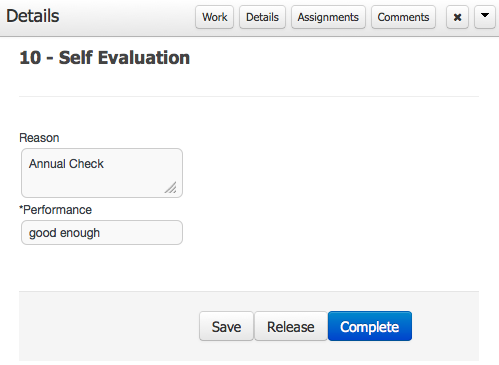 Details Work Details Assignments Comments
10 - Self Evaluation
Reason
Annual Check
*Performance
good enough
Save Release Complete